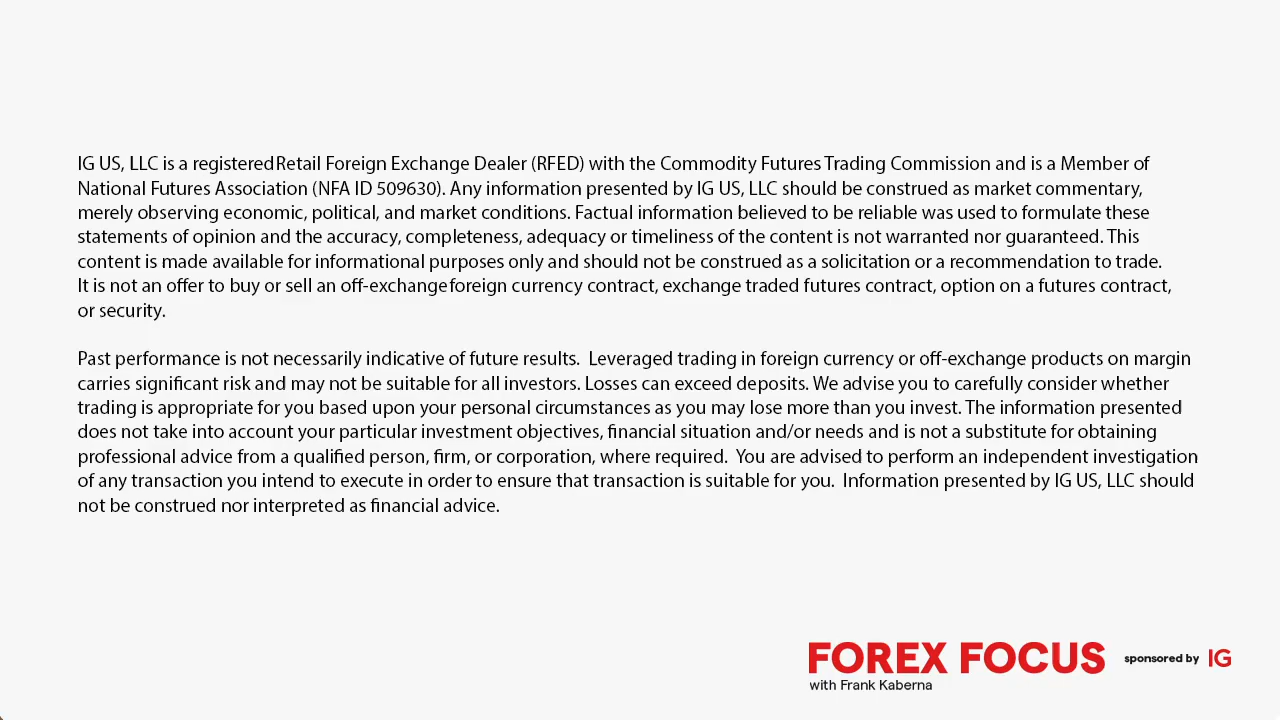 IG US, LLC is a registered Retail Foreign Exchange Dealer (RFED) with the Commodity Futures Trading Commission and is a Member of
National Futures Association (NFA ID 509630). Any information presented by IG US, LLC should be construed as market commentary,
merely observing economic, political, and market conditions. Factual information believed to be reliable was used to formulate these
statements of opinion and the accuracy, completeness, adequacy or timeliness of the content is not warranted nor guaranteed. This
content is made available for informational purposes only and should not be construed as a solicitation or a recommendation to trade.
It is not an offer to buy or sell an off-exchange foreign currency contract, exchange traded futures contract, option on a futures contract,
or security.
Past performance is not necessarily indicative of future results.  Leveraged trading in foreign currency or off-exchange products on margin
carries significant risk and may not be suitable for all investors. Losses can exceed deposits. We advise you to carefully consider whether
trading is appropriate for you based upon your personal circumstances as you may lose more than you invest. The information presented
does not take into account your particular investment objectives, financial situation and/or needs and is not a substitute for obtaining
professional advice from a qualified person, firm, or corporation, where required.  You are advised to perform an independent investigation
of any transaction you intend to execute in order to ensure that transaction is suitable for you.  Information presented by IG US, LLC should
not be construed nor interpreted as financial advice.
FOREX FOCUS sponsored by IG
with Frank Kaberna